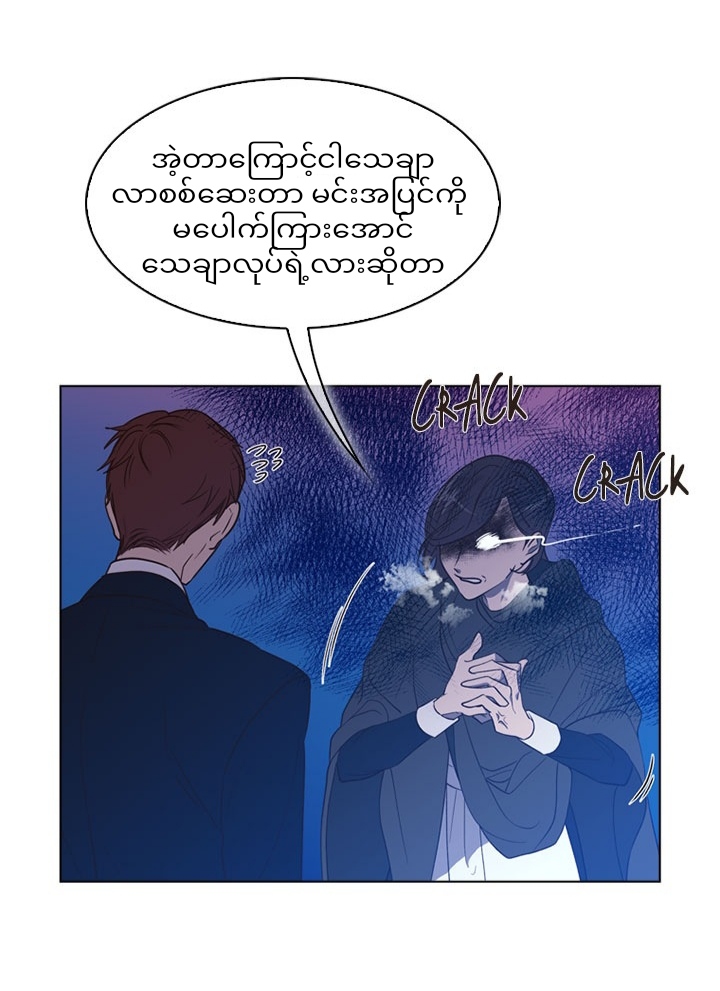 အဲ့တာကြောင့်ငါသေချာ
လာစစ်ဆေးတာ မင်းအပြင်ကို
မပေါက်ကြားအောင်
သေချာလုပ်ရဲ့လားဆိုတာ
CRACK
CRACK